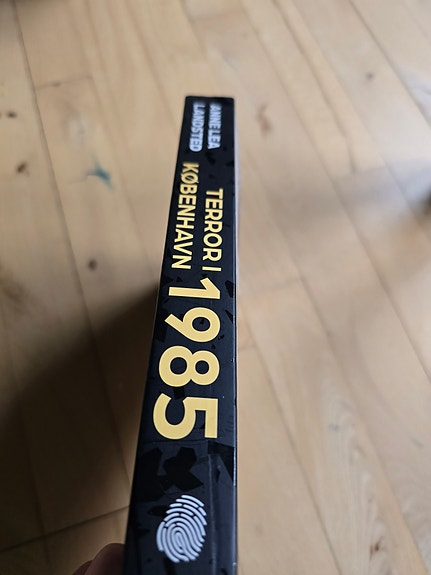 ANNE LEA
LANDSTED
TERROR I
KØBENHAVN
1985